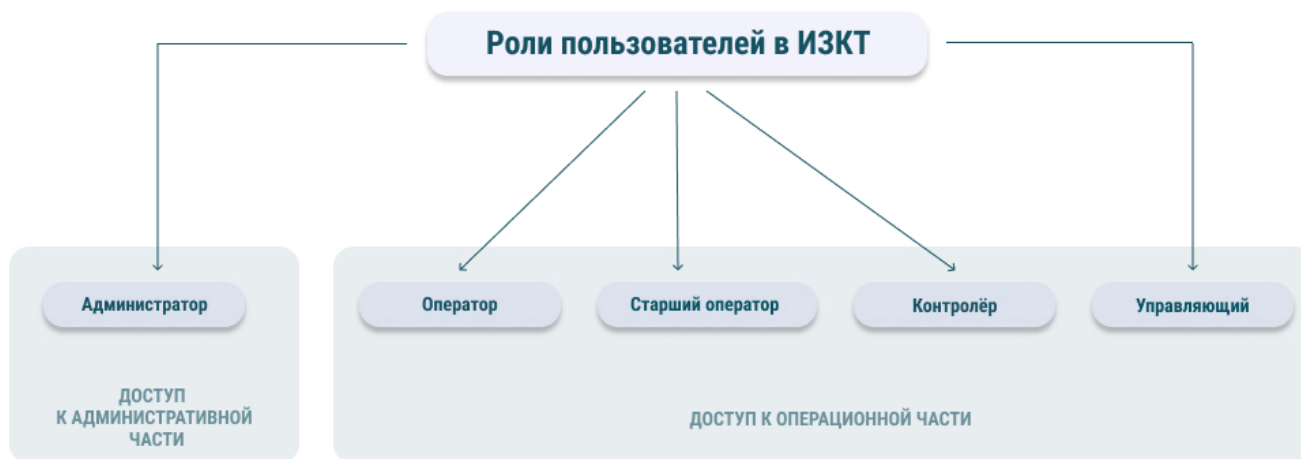 Роли пользователей в ИЗКТ
Администратор
Оператор
Старший оператор
Контролёр
Управляющий
ДОСТУП
К АДМИНИСТРАТИВНОЙ
ЧАСТИ
ДОСТУП К ОПЕРАЦИОННОЙ ЧАСТИ